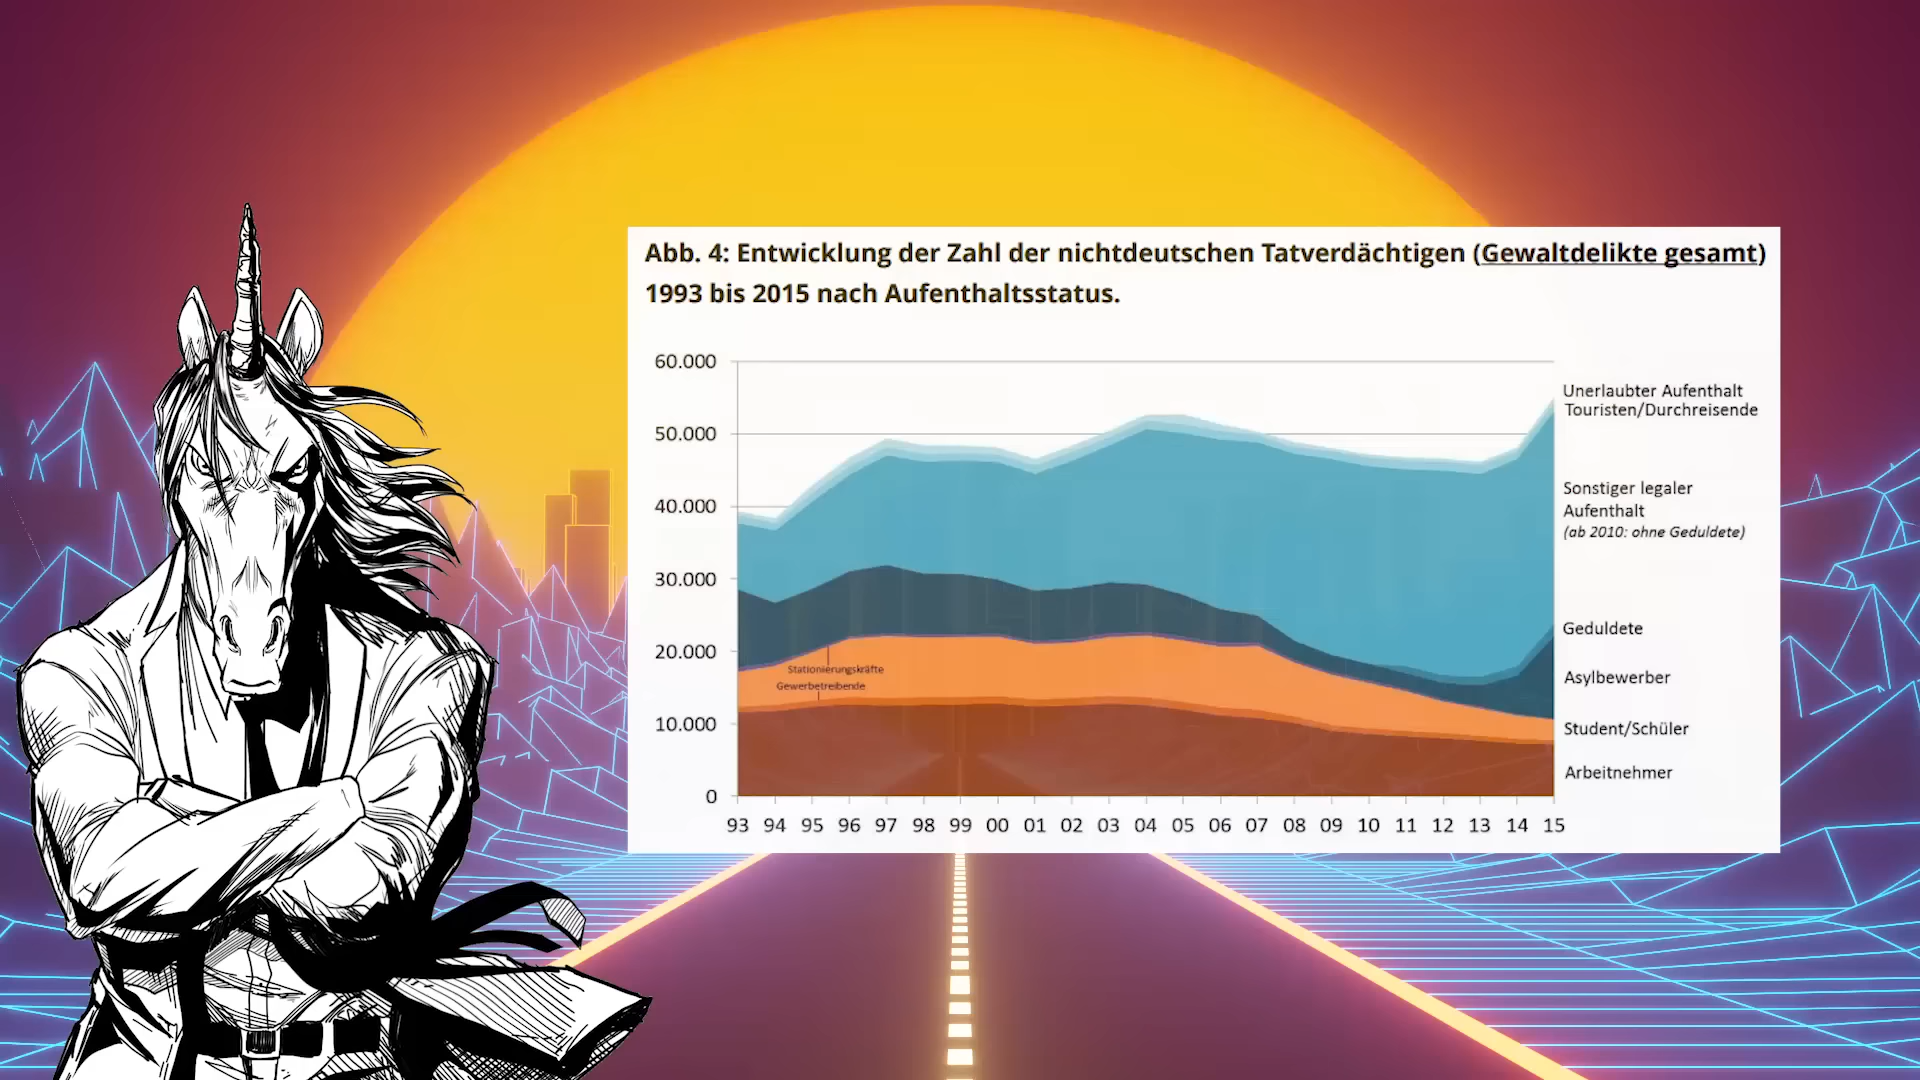 Abb. 4: Entwicklung der Zahl der nichtdeutschen Tatverdächtigen (Gewaltdelikte gesamt)
1993 bis 2015 nach Aufenthaltsstatus.
60.000
50.000
40.000
30.000
20.000
10.000
0
Stationierungskräfte
Gewerbetreibende
Unerlaubter Aufenthalt
Touristen/Durchreisende
Sonstiger legaler
Aufenthalt
(ab 2010: ohne Geduldete)
Geduldete
Asylbewerber
Student/Schüler
Arbeitnehmer
93 94 95 96 97 98 99 00 01 02 03 04 05 06 07 08 09 10 11 12 13 14 15